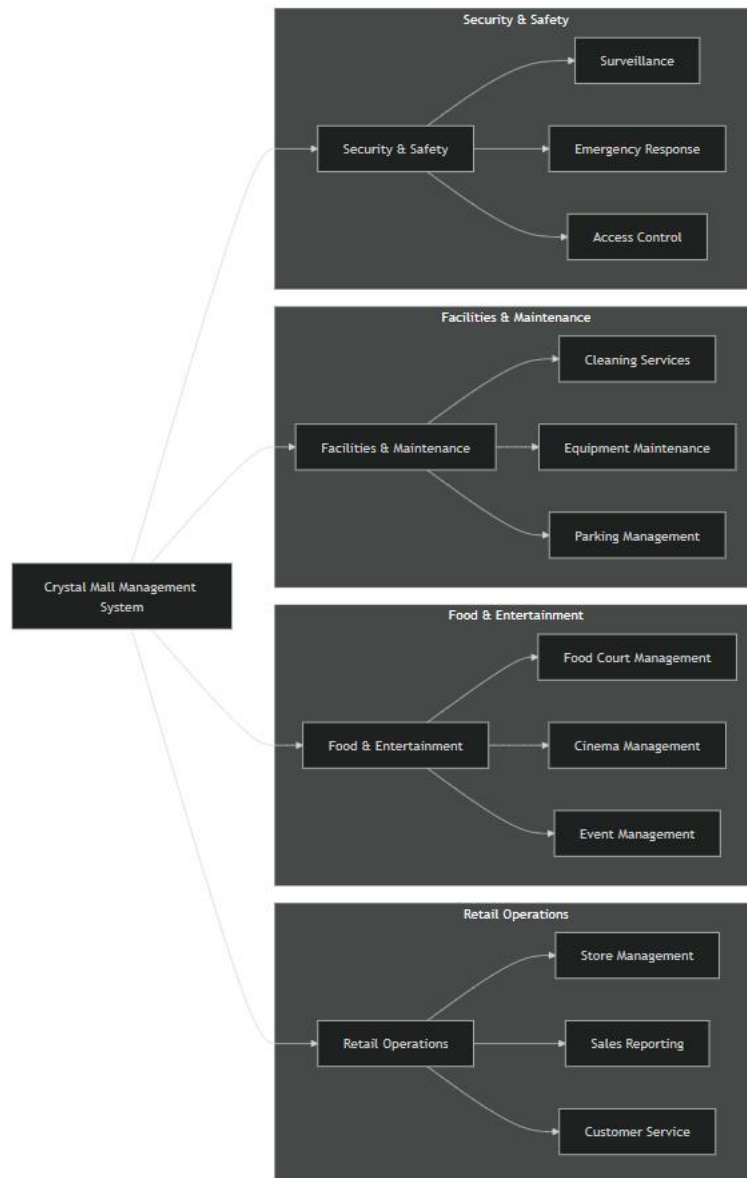 Security & Safety
Surveillance
Security & Safety
Emergency Response
Access Control
Facilities & Maintenance
Cleaning Services
Facilities & Maintenance
Equipment Maintenance
Parking Management
Crystal Mall Management
System
Food & Entertainment
Food Court Management
Food & Entertainment
Cinema Management
Event Management
Retail Operations
Store Management
Retail Operations
Sales Reporting
Customer Service